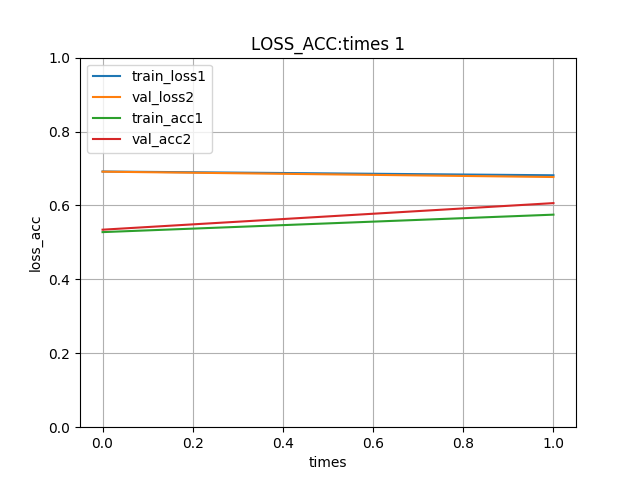 LOSS_ACC:times 1
train_loss1
val_loss2
train_acc1
val_acc2
1.0
0.8
0.6
0.4
0.2
0.0
loss_acc
0.0 0.2 0.4 0.6 0.8 1.0
times